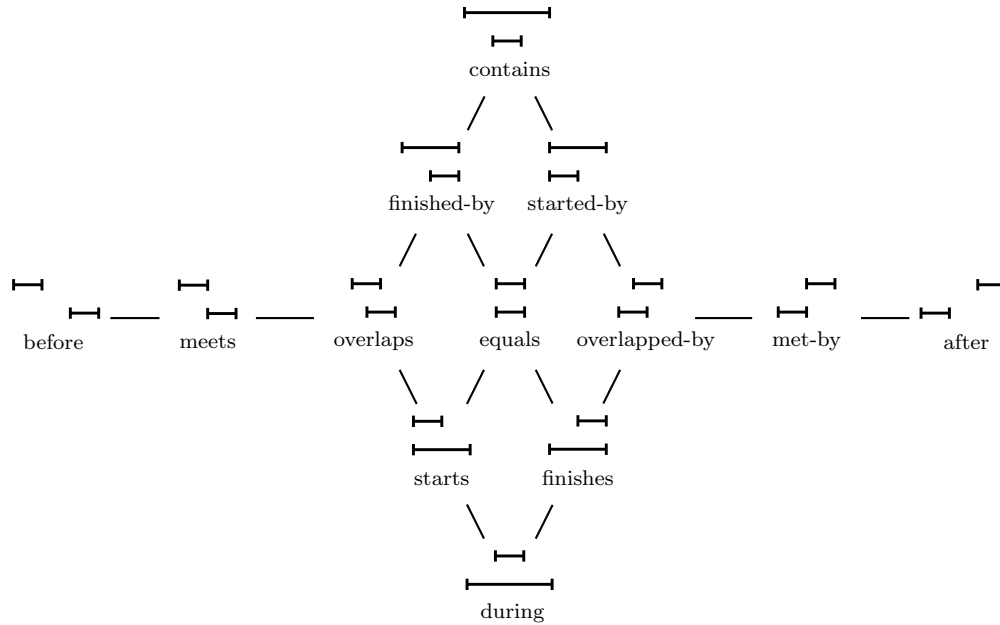 contains
finished-by started-by
before meets overlaps equals overlapped-by met-by after
starts finishes
during